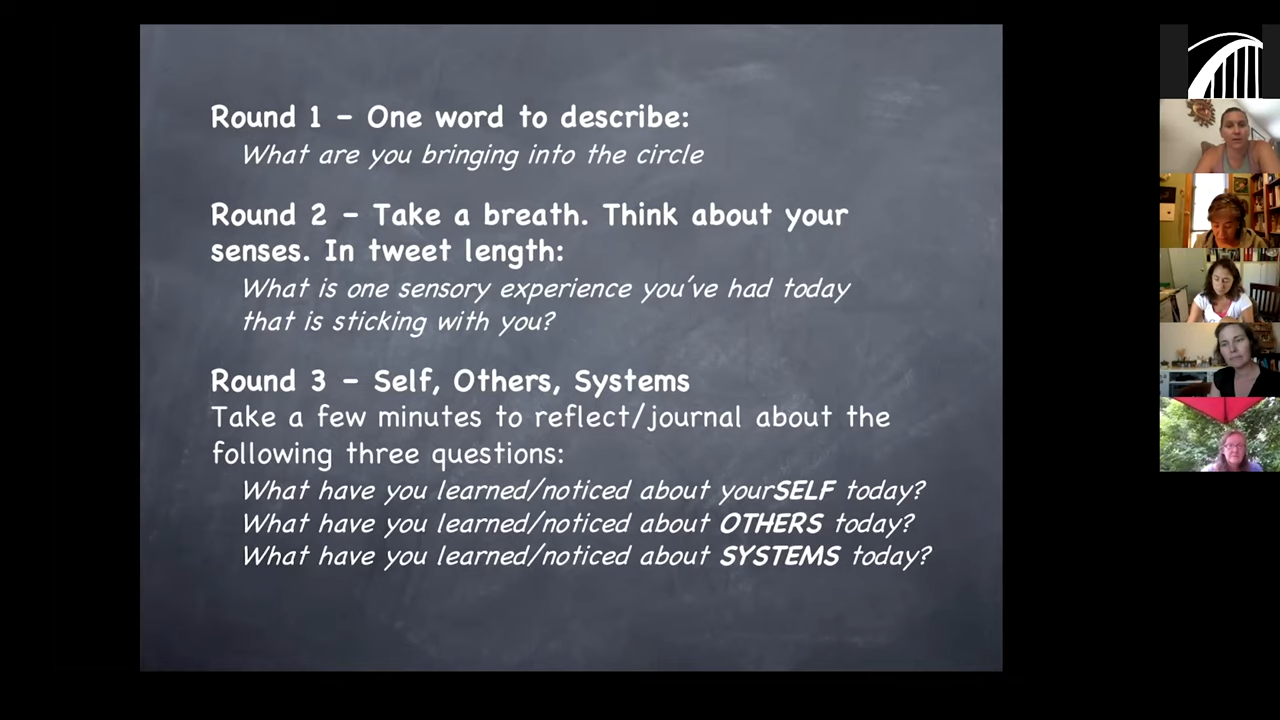 Round 1 - One word to describe:
What are you bringing into the circle
Round 2 - Take a breath. Think about your
senses. In tweet length:
What is one sensory experience you've had today
that is sticking with you?
Round 3 - Self, Others, Systems
Take a few minutes to reflect/journal about the
following three questions:
What have you learned/noticed about yourSELF today?
What have you learned/noticed about OTHERS today?
What have you learned/noticed about SYSTEMS today?